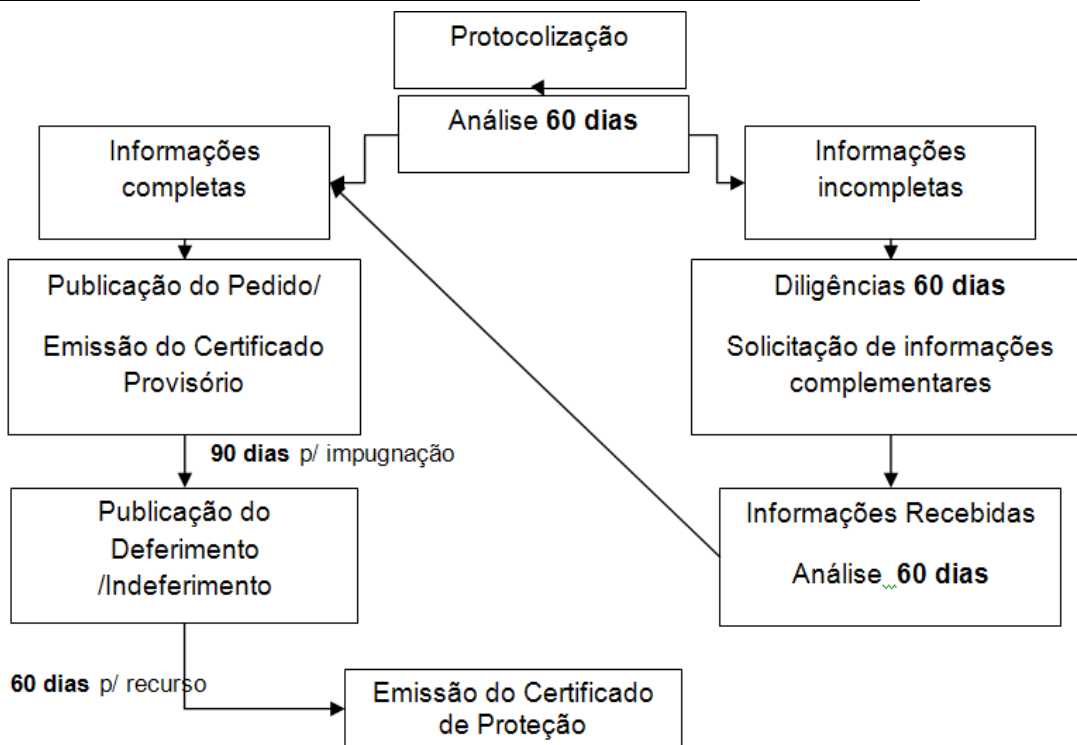 Protocolização
Análise 60 dias
Informações
completas
Informações
incompletas
Publicação do Pedido/
Emissão do Certificado
Provisório
Diligências 60 dias
Solicitação de informações
complementares
90 dias p/ impugnação
Publicação do
Deferimento
/Indeferimento
Informações Recebidas
Análise 60 dias
60 dias p/ recurso
Emissão do Certificado
de Proteção